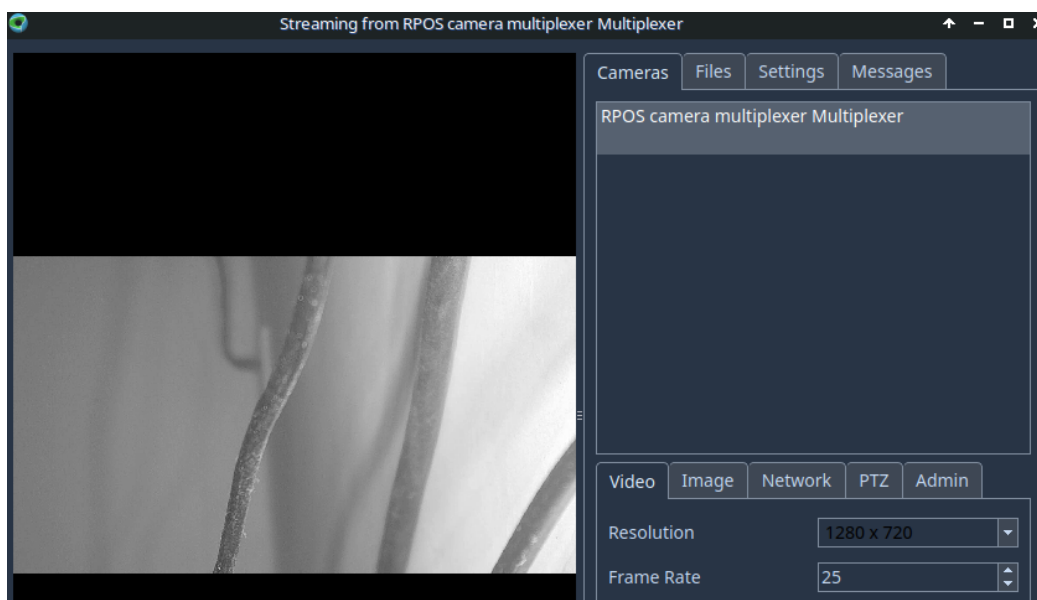 Streaming from RPOS camera multiplexer Multiplexer
Cameras Files Settings Messages
RPOS camera multiplexer Multiplexer
Video Image Network PTZ Admin
Resolution 1280 x 720
Frame Rate 25